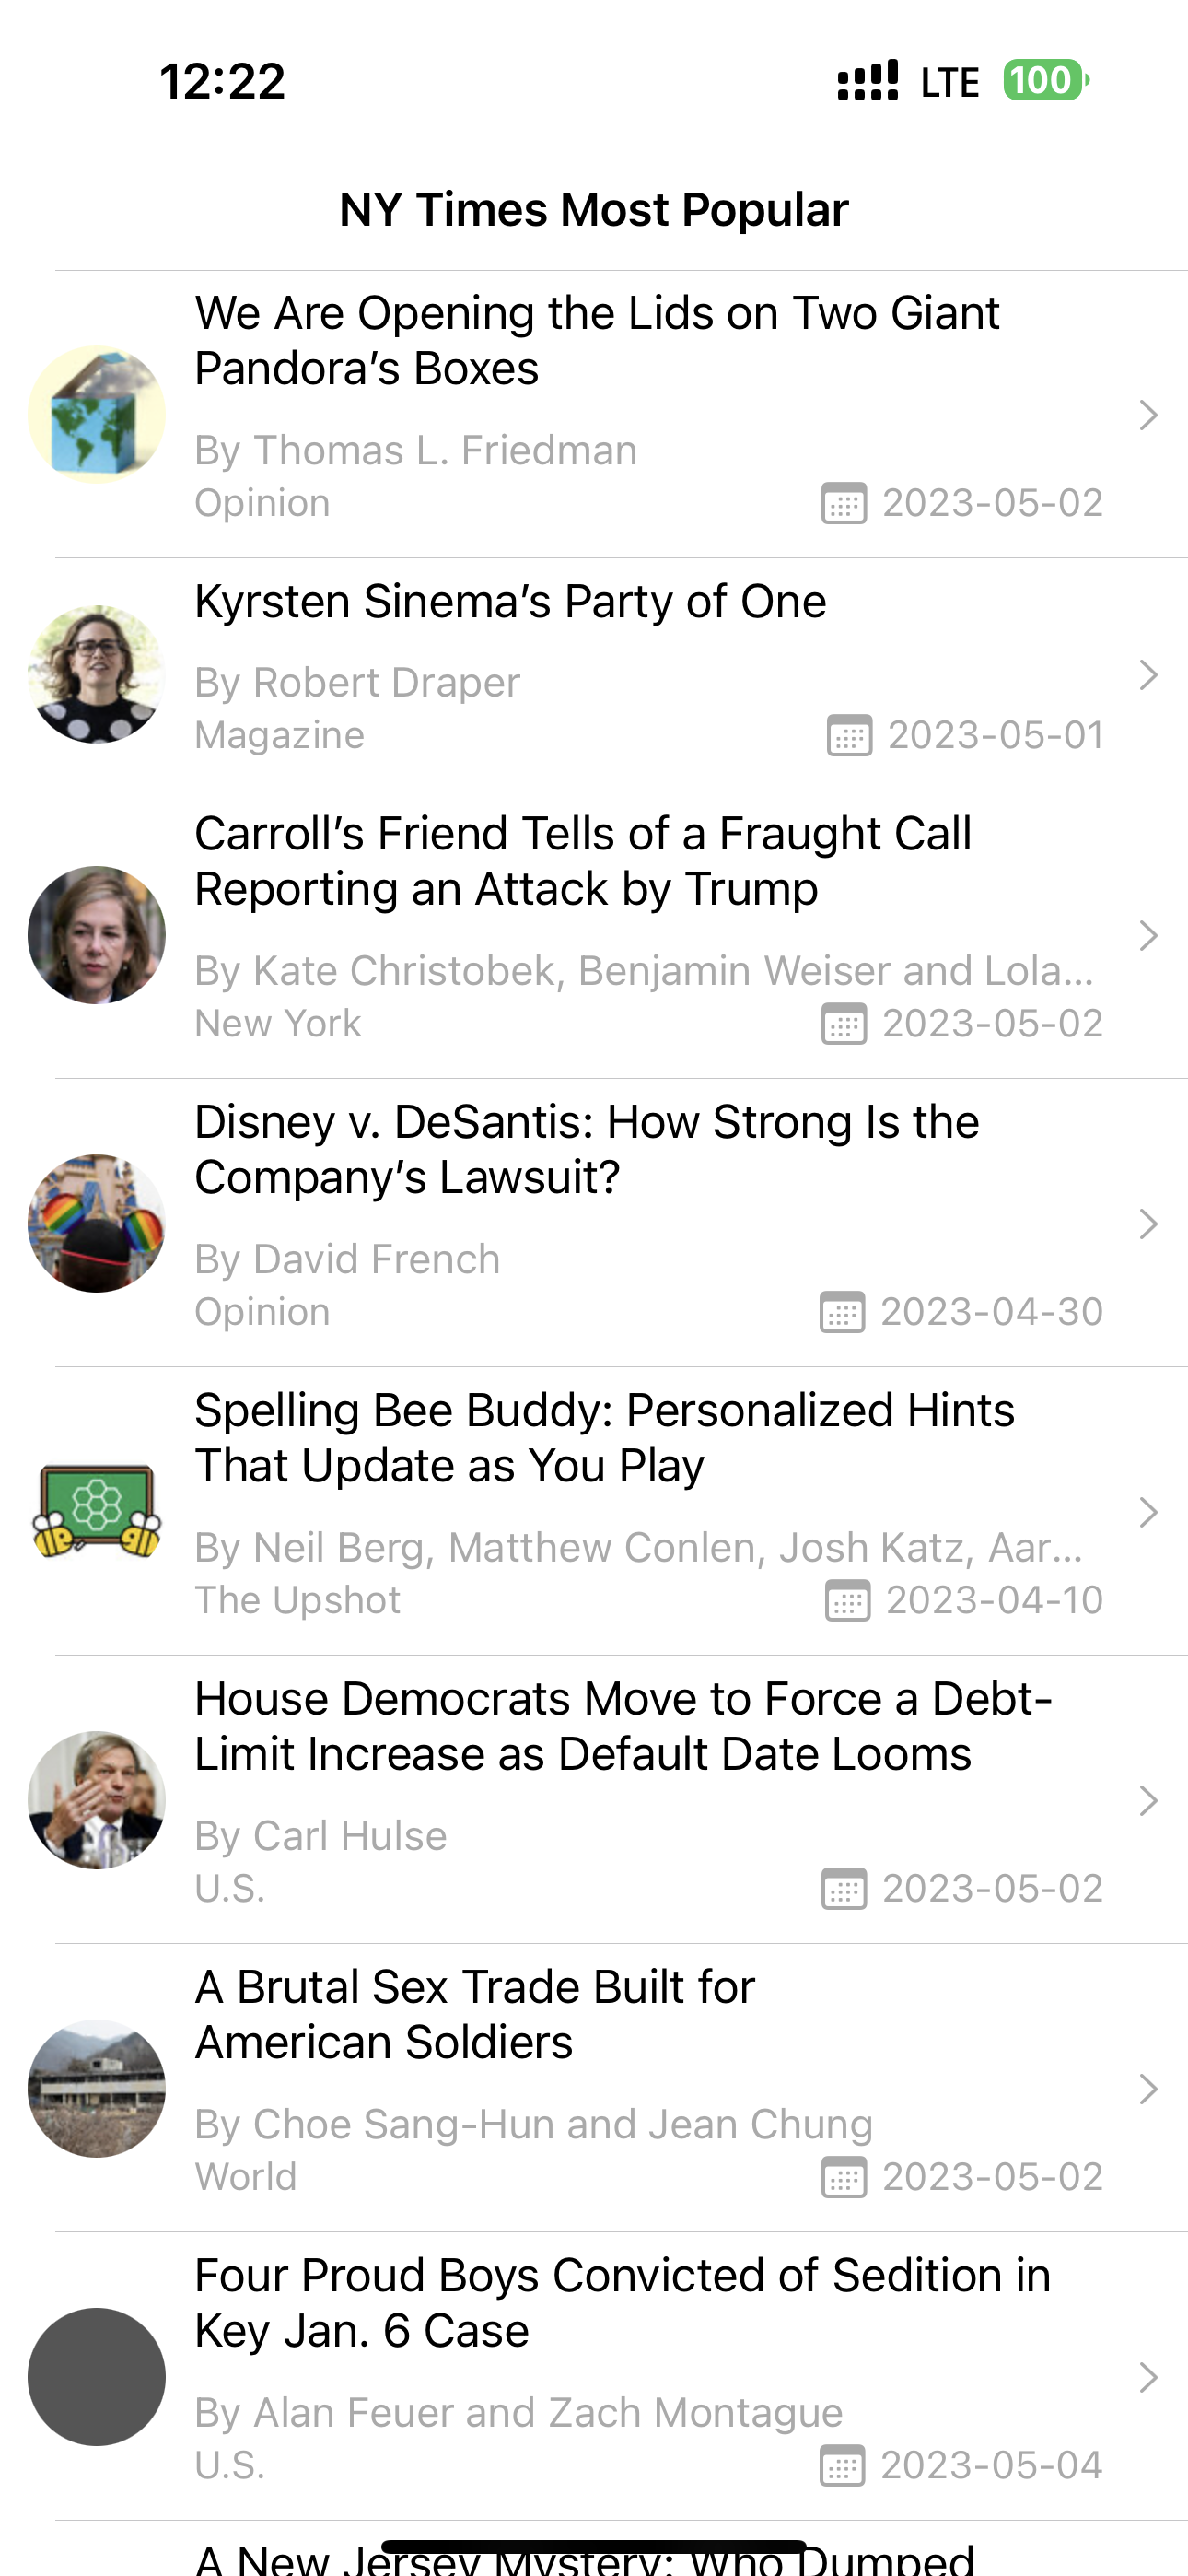 12:22 LTE 100
NY Times Most Popular
We Are Opening the Lids on Two Giant
Pandora’s Boxes
By Thomas L. Friedman
Opinion 2023-05-02
Kyrsten Sinema’s Party of One
By Robert Draper
Magazine 2023-05-01
Carroll’s Friend Tells of a Fraught Call
Reporting an Attack by Trump
By Kate Christobek, Benjamin Weiser and Lola...
New York 2023-05-02
Disney v. DeSantis: How Strong Is the
Company’s Lawsuit?
By David French
Opinion 2023-04-30
Spelling Bee Buddy: Personalized Hints
That Update as You Play
By Neil Berg, Matthew Conlen, Josh Katz, Aar...
The Upshot 2023-04-10
House Democrats Move to Force a Debt-
Limit Increase as Default Date Looms
By Carl Hulse
U.S. 2023-05-02
A Brutal Sex Trade Built for
American Soldiers
By Choe Sang-Hun and Jean Chung
World 2023-05-02
Four Proud Boys Convicted of Sedition in
Key Jan. 6 Case
By Alan Feuer and Zach Montague
U.S. 2023-05-04
A New Jersey Mystery: Who Dumped